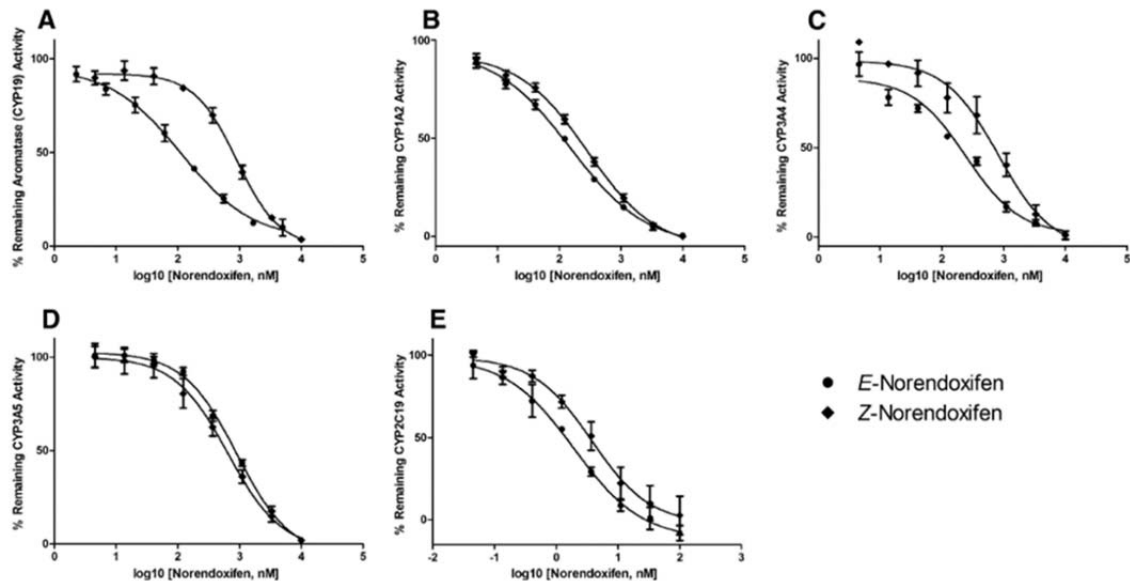 A
% Remaining Aromatase (CYP19) Activity
100
50
0
0 1 2 3 4 5
log10 [Norendoxifen, nM]
B
% Remaining CYP1A2 Activity
100
50
0
0 1 2 3 4 5
log10 [Norendoxifen, nM]
C
% Remaining CYP3A4 Activity
100
50
0
0 1 2 3 4 5
log10 [Norendoxifen, nM]
D
% Remaining CYP3A5 Activity
100
50
0
0 1 2 3 4 5
log10 [Norendoxifen, nM]
E
% Remaining CYP2C19 Activity
100
50
0
-2 -1 0 1 2 3
log10 [Norendoxifen, nM]
E-Norendoxifen
Z-Norendoxifen